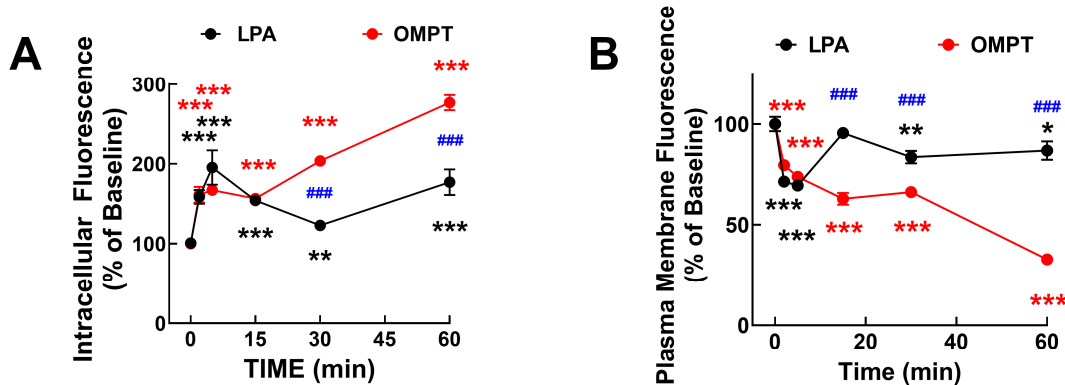 A
LPA OMPT
Intracellular Fluorescence
(% of Baseline)
300
200
100
0
***
***
***
***
***
***
***
***
**
***
###
###
0 15 30 45 60
TIME (min)
B
LPA OMPT
Plasma Membrane Fluorescence
(% of Baseline)
100
50
0
###
###
###
***
***
**
*
***
***
***
***
***
0 20 40 60
Time (min)